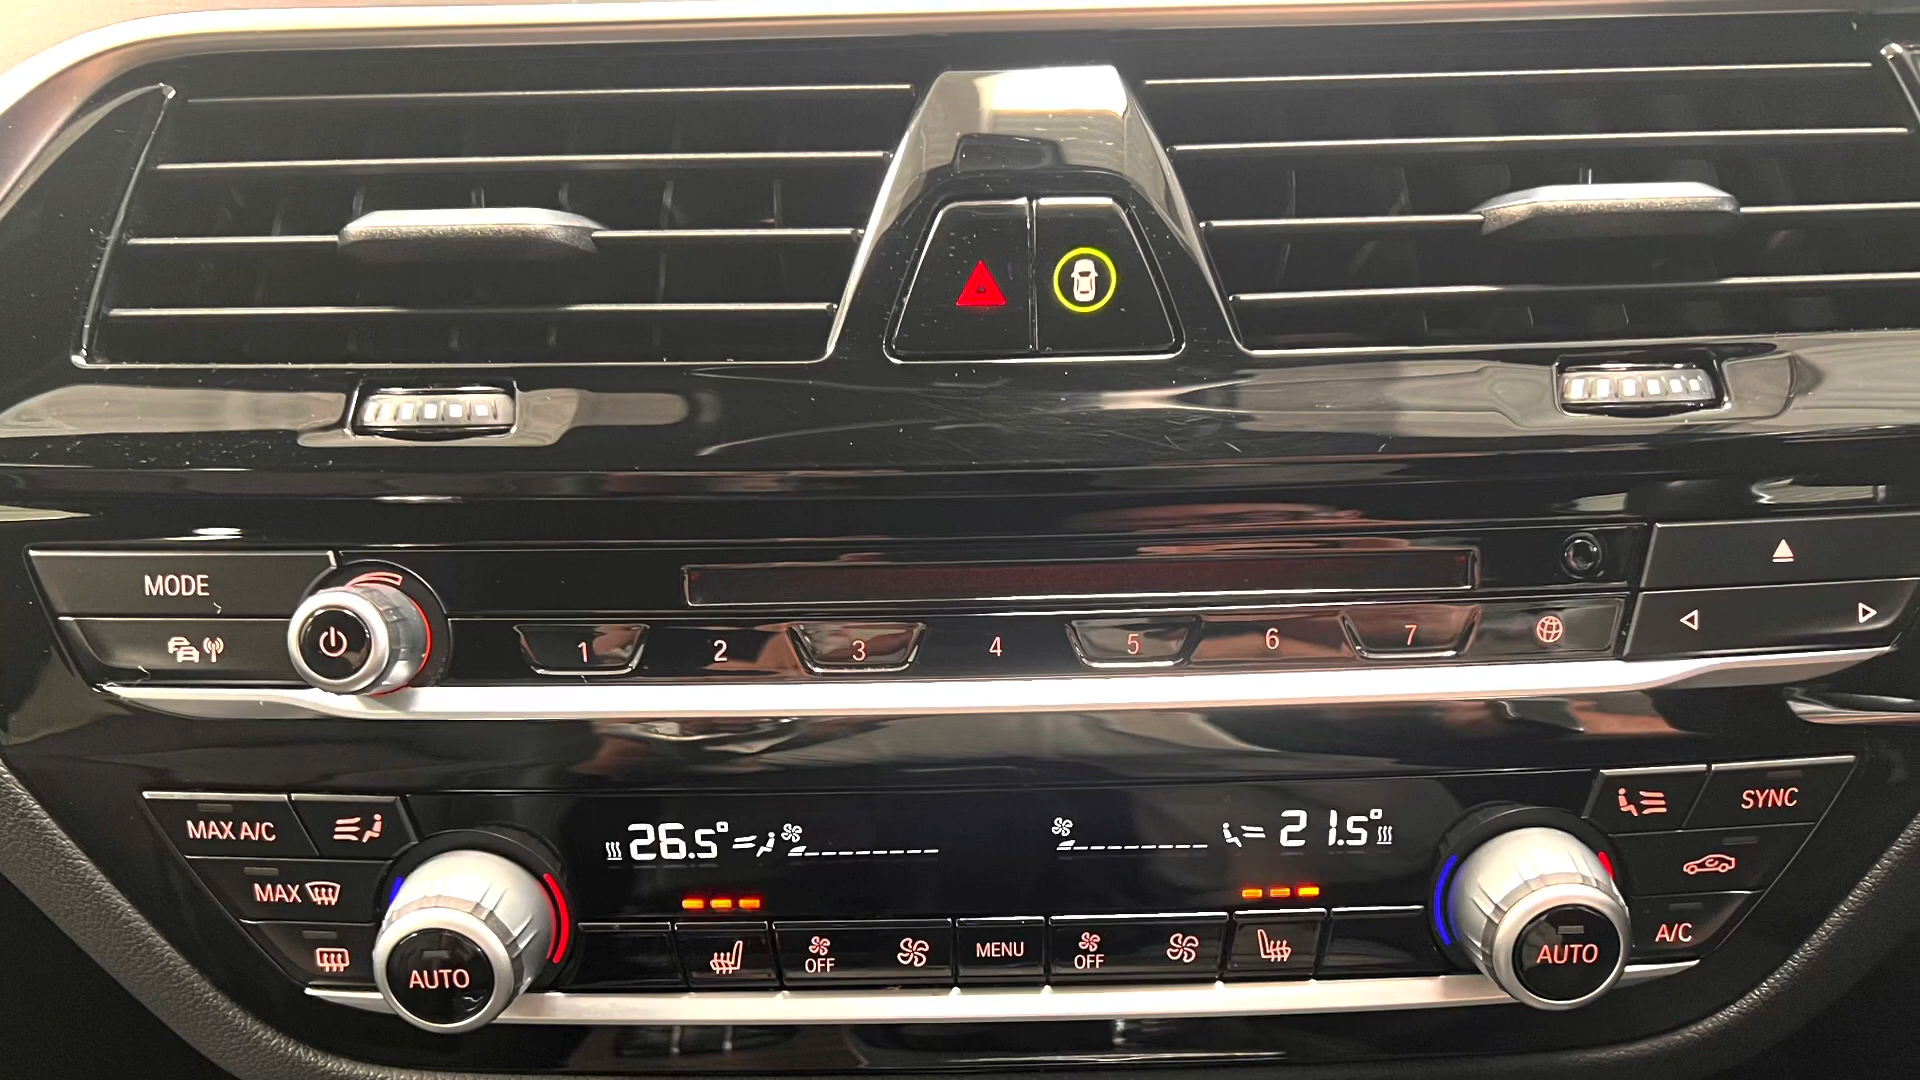 MODE
1 2 3 4 5 6 7
MAX A/C
26.5°
21.5°
SYNC
MAX
AUTO
OFF
MENU
OFF
AUTO
A/C